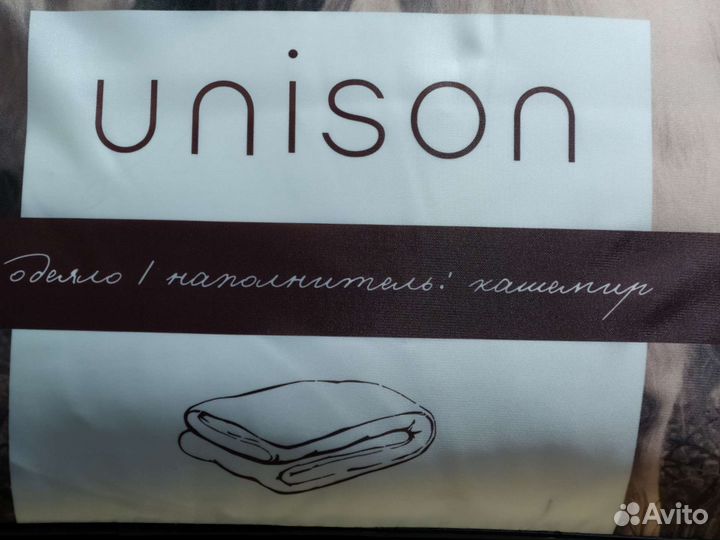 unison
одеяло / наполнитель: кашемир
Avito